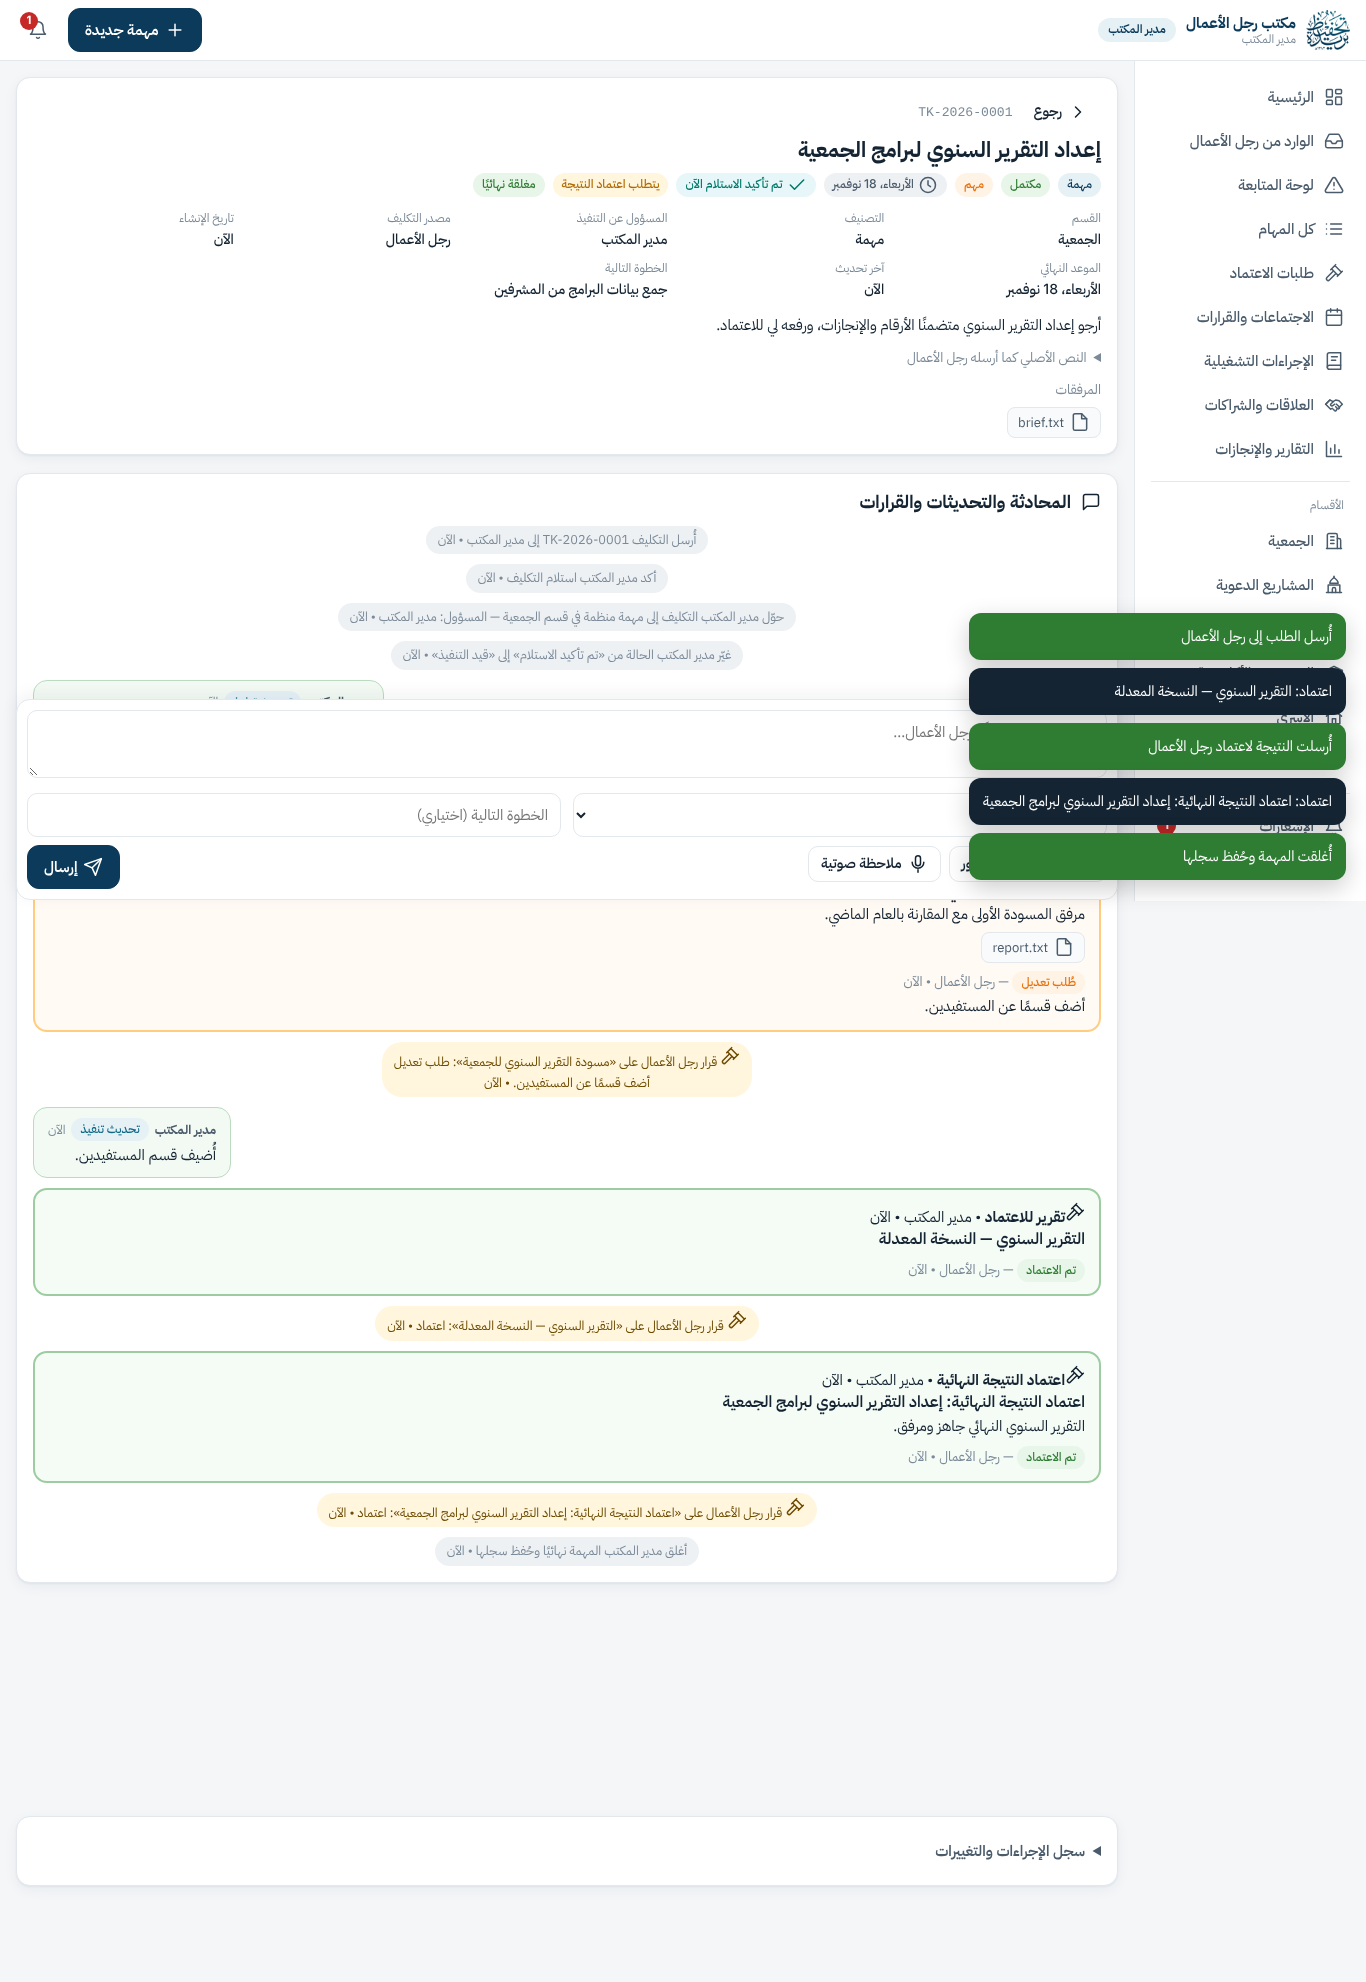 مكتب رجل الأعمال
مدير المكتب
مدير المكتب
مهمة جديدة
1
الرئيسية
الوارد من رجل الأعمال
لوحة المتابعة
كل المهام
طلبات الاعتماد
الاجتماعات والقرارات
الإجراءات التشغيلية
العلاقات والشراكات
التقارير والإنجازات
الأقسام
الجمعية
المشاريع الدعوية
الإشعارات
رجوع
TK-2026-0001
إعداد التقرير السنوي لبرامج الجمعية
مهمة
مكتمل
مهم
الأربعاء، 18 نوفمبر
تم تأكيد الاستلام الآن
يتطلب اعتماد النتيجة
مغلقة نهائيًا
القسم
الجمعية
التصنيف
مهمة
المسؤول عن التنفيذ
مدير المكتب
مصدر التكليف
رجل الأعمال
تاريخ الإنشاء
الآن
الموعد النهائي
الأربعاء، 18 نوفمبر
آخر تحديث
الآن
الخطوة التالية
جمع بيانات البرامج من المشرفين
أرجو إعداد التقرير السنوي متضمنًا الأرقام والإنجازات، ورفعه لي للاعتماد.
النص الأصلي كما أرسله رجل الأعمال
المرفقات
brief.txt
المحادثة والتحديثات والقرارات
أُرسل التكليف TK-2026-0001 إلى مدير المكتب • الآن
أكد مدير المكتب استلام التكليف • الآن
حوّل مدير المكتب التكليف إلى مهمة منظمة في قسم الجمعية — المسؤول: مدير المكتب • الآن
غيّر مدير المكتب الحالة من «تم تأكيد الاستلام» إلى «قيد التنفيذ» • الآن
أُرسل الطلب إلى رجل الأعمال
اعتماد: التقرير السنوي — النسخة المعدلة
أُرسلت النتيجة لاعتماد رجل الأعمال
اعتماد: اعتماد النتيجة النهائية: إعداد التقرير السنوي لبرامج الجمعية
أُغلقت المهمة وحُفظ سجلها
رجل الأعمال...
الخطوة التالية (اختياري)
ملاحظة صوتية
إرسال
مرفق المسودة الأولى مع المقارنة بالعام الماضي.
report.txt
طُلب تعديل — رجل الأعمال • الآن
أضف قسمًا عن المستفيدين.
قرار رجل الأعمال على «مسودة التقرير السنوي للجمعية»: طلب تعديل
أضف قسمًا عن المستفيدين. • الآن
مدير المكتب تحديث تنفيذ الآن
أُضيف قسم المستفيدين.
تقرير للاعتماد • مدير المكتب • الآن
التقرير السنوي — النسخة المعدلة
تم الاعتماد — رجل الأعمال • الآن
قرار رجل الأعمال على «التقرير السنوي — النسخة المعدلة»: اعتماد • الآن
اعتماد النتيجة النهائية • مدير المكتب • الآن
اعتماد النتيجة النهائية: إعداد التقرير السنوي لبرامج الجمعية
التقرير السنوي النهائي جاهز ومرفق.
تم الاعتماد — رجل الأعمال • الآن
قرار رجل الأعمال على «اعتماد النتيجة النهائية: إعداد التقرير السنوي لبرامج الجمعية»: اعتماد • الآن
أغلق مدير المكتب المهمة نهائيًا وحُفظ سجلها • الآن
سجل الإجراءات والتغييرات